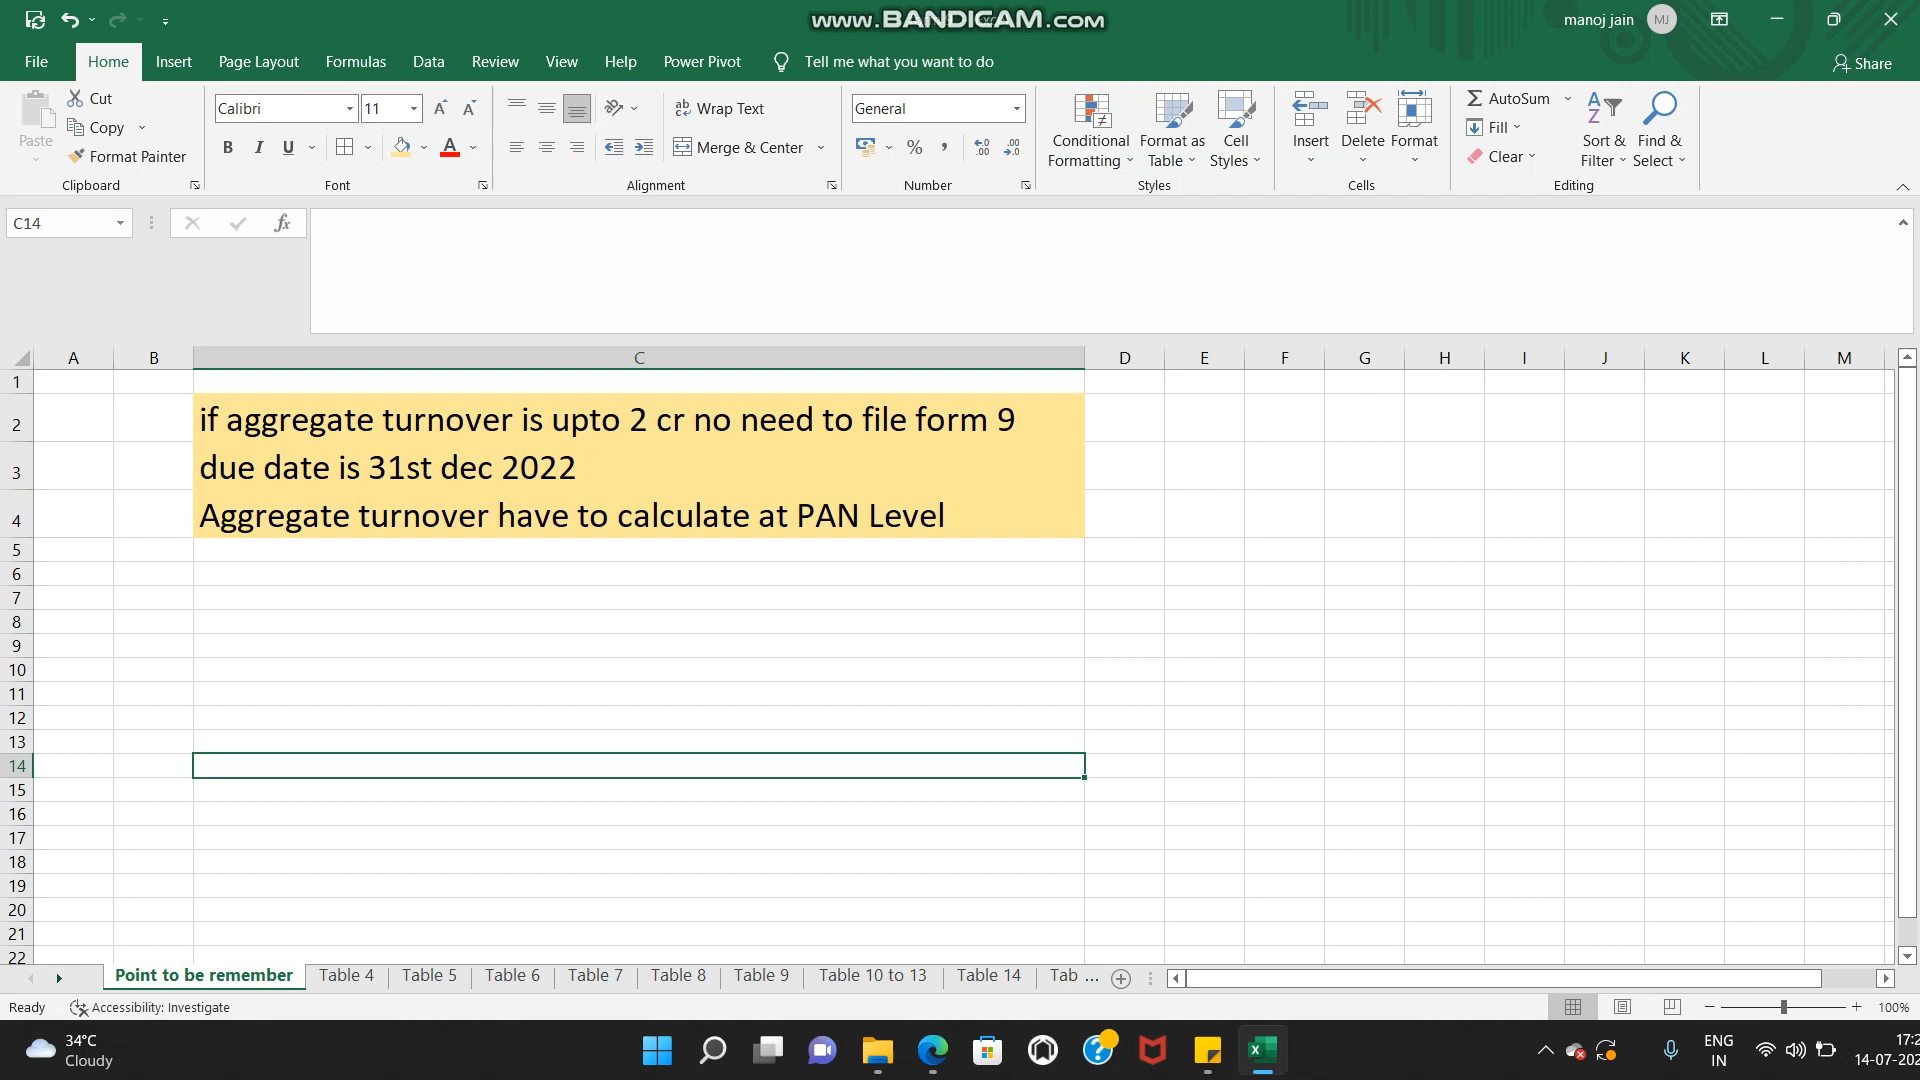 www.BANDICAM.com
manoj jain MJ
File Home Insert Page Layout Formulas Data Review View Help Power Pivot Tell me what you want to do Share
Paste Cut
Copy
Format Painter
Clipboard
Calibri 11
B I U A
Font
ab Wrap Text
Merge & Center
Alignment
General
% ,
Number
Conditional Formatting
Format as Table
Cell Styles
Styles
Insert Delete Format
Cells
AutoSum
Fill
Clear
Sort & Filter
Find & Select
Editing
C14 fx
A B C D E F G H I J K L M
1
2 if aggregate turnover is upto 2 cr no need to file form 9
3 due date is 31st dec 2022
4 Aggregate turnover have to calculate at PAN Level
5
6
7
8
9
10
11
12
13
14
15
16
17
18
19
20
21
22
Point to be remember Table 4 Table 5 Table 6 Table 7 Table 8 Table 9 Table 10 to 13 Table 14 Tab ...
Ready Accessibility: Investigate 100%
34°C
Cloudy
ENG
IN
17:2
14-07-202